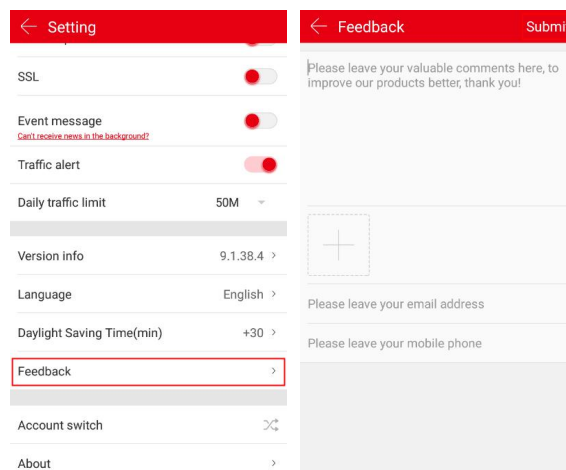 Setting
SSL
Event message
Can't receive news in the background?
Traffic alert
Daily traffic limit 50M
Version info 9.1.38.4
Language English
Daylight Saving Time(min) +30
Feedback
Account switch
About
Feedback Submi
Please leave your valuable comments here, to
improve our products better, thank you!
Please leave your email address
Please leave your mobile phone